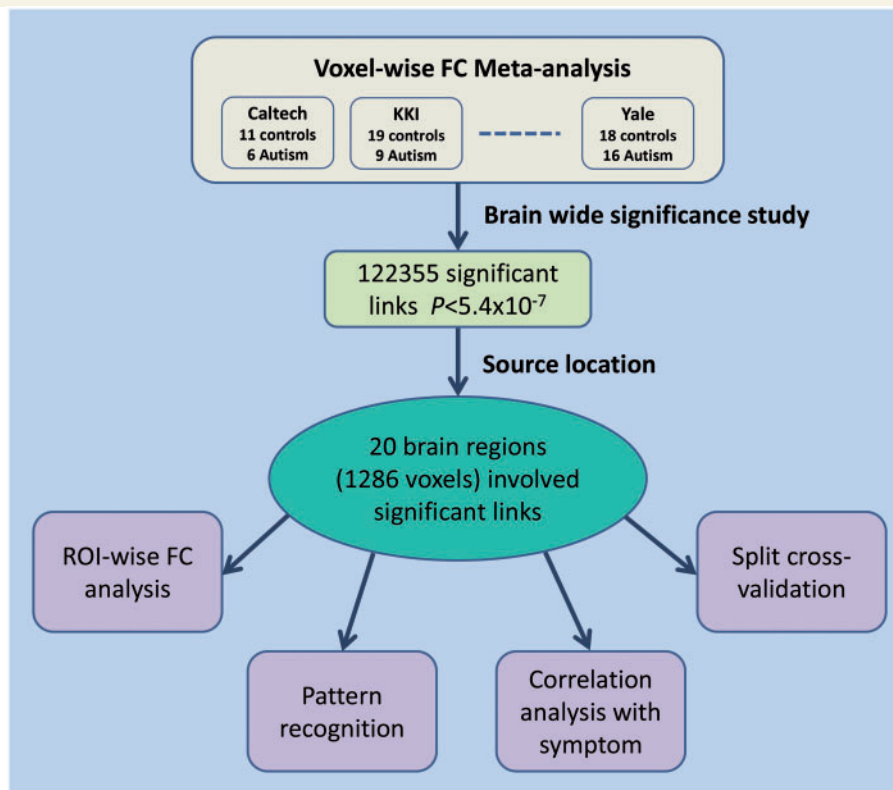 Voxel-wise FC Meta-analysis
Caltech
11 controls
6 Autism
KKI
19 controls
9 Autism
Yale
18 controls
16 Autism
Brain wide significance study
122355 significant
links P<5.4x10⁻⁷
Source location
20 brain regions
(1286 voxels) involved
significant links
ROI-wise FC
analysis
Pattern
recognition
Correlation
analysis with
symptom
Split cross-
validation